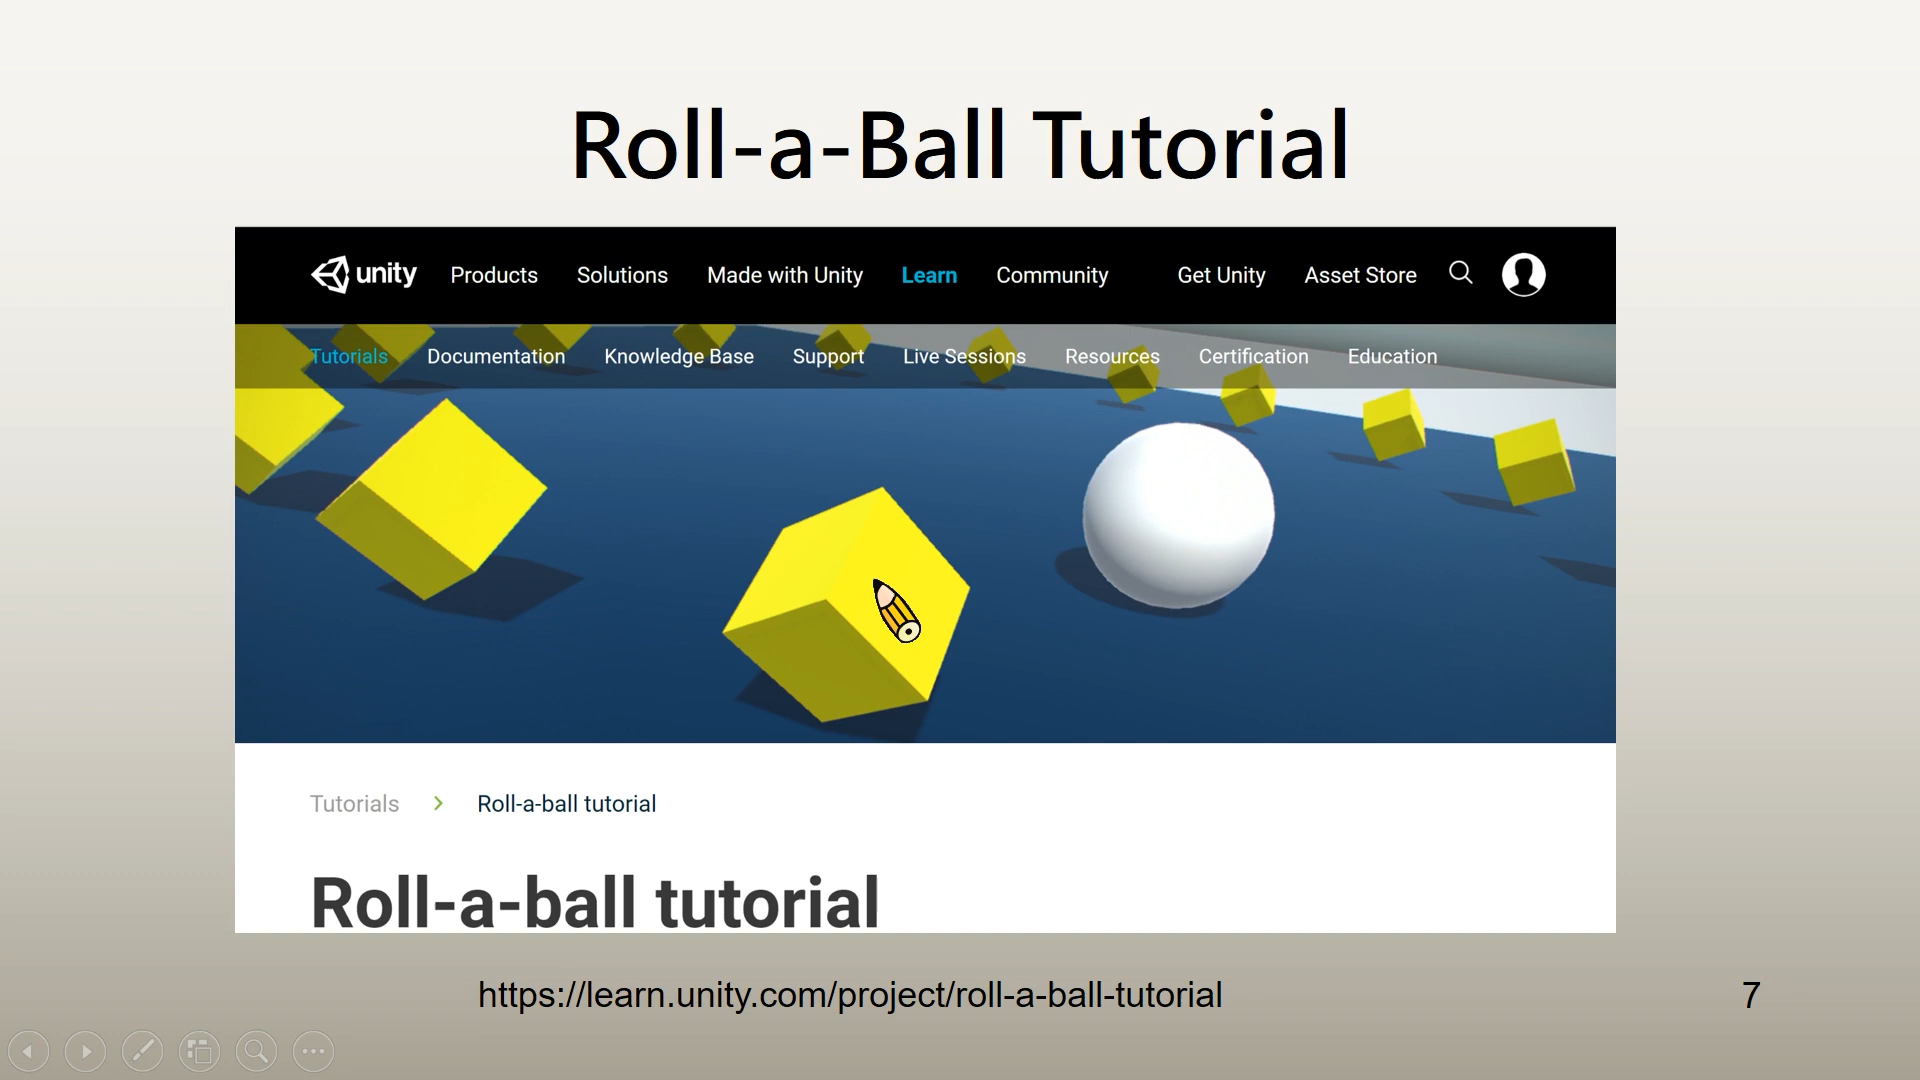 Roll-a-Ball Tutorial
unity Products Solutions Made with Unity Learn Community Get Unity Asset Store
Tutorials Documentation Knowledge Base Support Live Sessions Resources Certification Education
Tutorials > Roll-a-ball tutorial
Roll-a-ball tutorial
https://learn.unity.com/project/roll-a-ball-tutorial
7